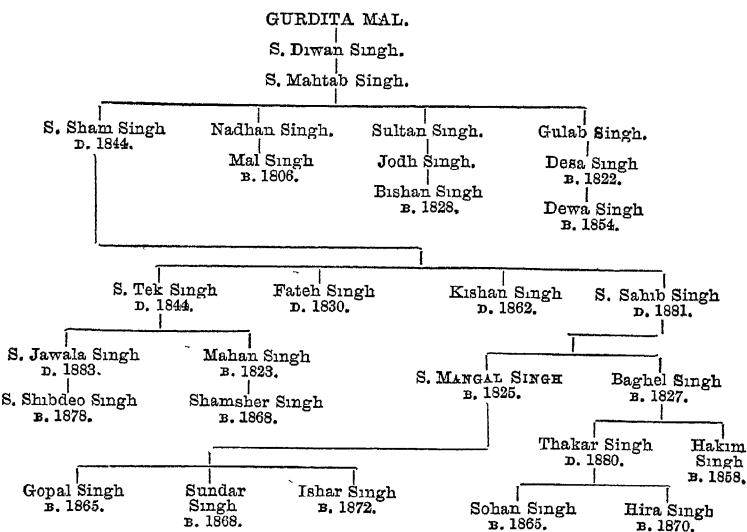 GURDITA MAL.
S. Diwan Singh.
S. Mahtab Singh.
S. Sham Singh Nadhan Singh. Sultan Singh. Gulab Singh.
D. 1844. Mal Singh Jodh Singh. Desa Singh
B. 1806. B. 1822.
Bishan Singh Dewa Singh
B. 1828. B. 1854.
S. Tek Singh Fateh Singh Kishan Singh S. Sahib Singh
D. 1844. D. 1830. D. 1862. D. 1881.
S. Jawala Singh Mahan Singh S. MANGAL SINGH Baghel Singh
D. 1883. B. 1823. B. 1825. B. 1827.
S. Shibdeo Singh Shamsher Singh
B. 1878. B. 1868.
Thakar Singh Hakim
D. 1880. Singh
B. 1858.
Gopal Singh Sundar Ishar Singh Sohan Singh Hira Singh
B. 1865. Singh B. 1872. B. 1865. B. 1870.
B. 1868.